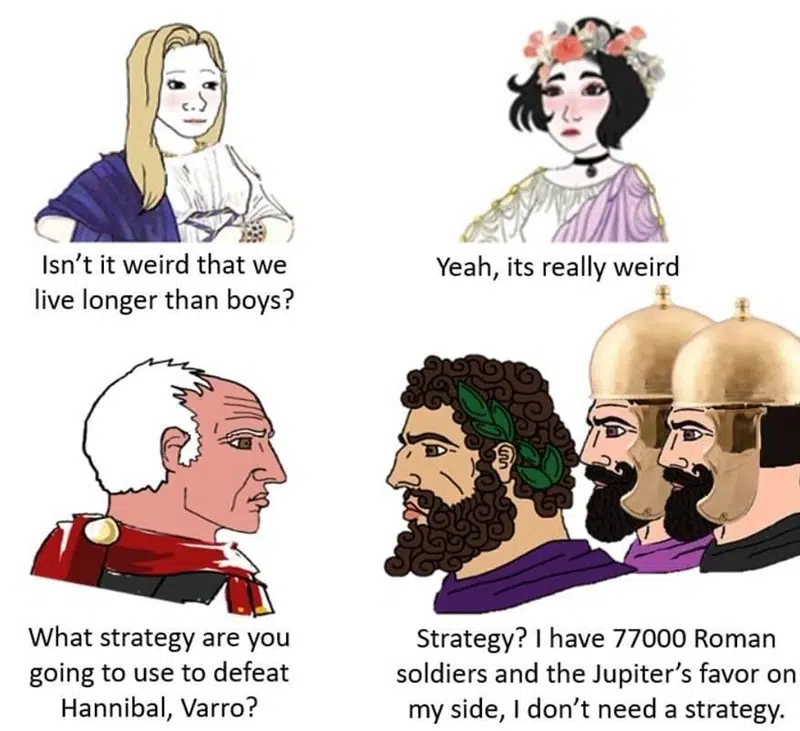 Isn't it weird that we
live longer than boys?
Yeah, its really weird
What strategy are you
going to use to defeat
Hannibal, Varro?
Strategy? I have 77000 Roman
soldiers and the Jupiter's favor on
my side, I don't need a strategy.